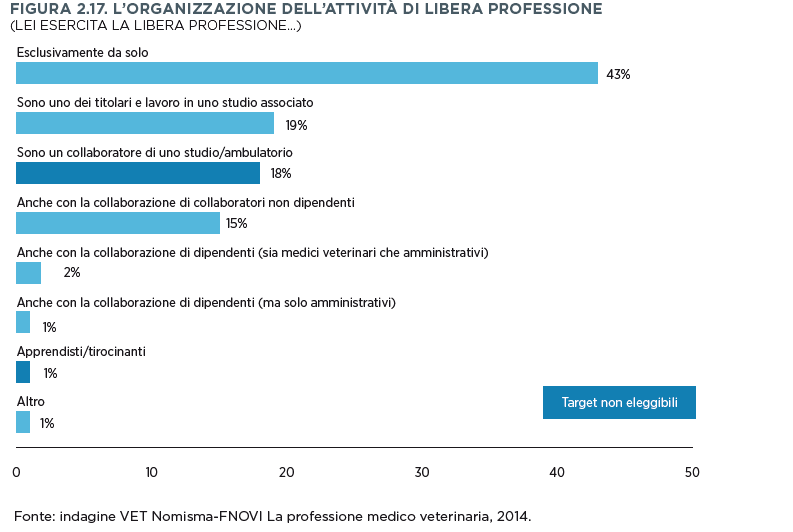 FIGURA 2.17. L'ORGANIZZAZIONE DELL'ATTIVITÀ DI LIBERA PROFESSIONE
(LEI ESERCITA LA LIBERA PROFESSIONE...)
Esclusivamente da solo
43%
Sono uno dei titolari e lavoro in uno studio associato
19%
Sono un collaboratore di uno studio/ambulatorio
18%
Anche con la collaborazione di collaboratori non dipendenti
15%
Anche con la collaborazione di dipendenti (sia medici veterinari che amministrativi)
2%
Anche con la collaborazione di dipendenti (ma solo amministrativi)
1%
Apprendisti/tirocinanti
1%
Altro
1%
Target non eleggibili
0 10 20 30 40 50
Fonte: indagine VET Nomisma-FNOVI La professione medico veterinaria, 2014.